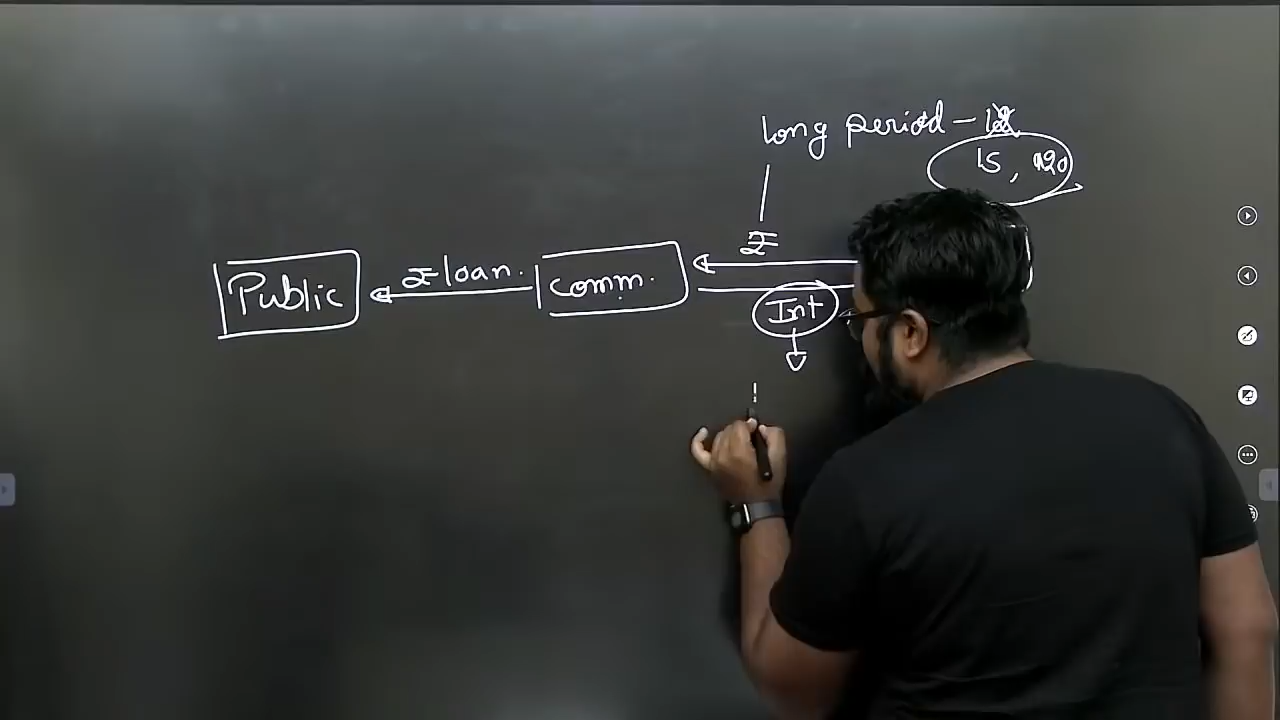 long period -
15, 20
₹
Public ₹ loan. Comm.
Int